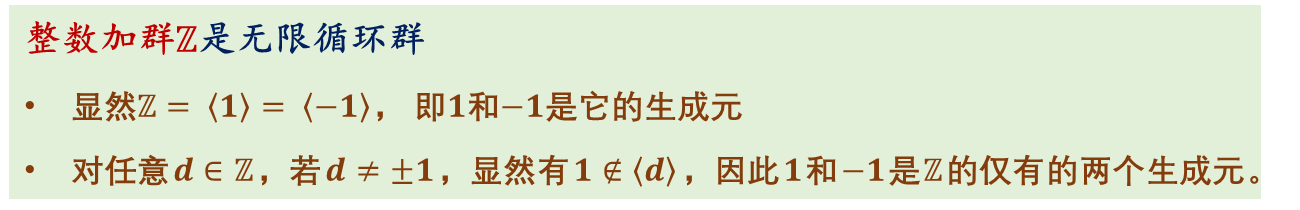 整数加群ℤ是无限循环群
• 显然ℤ = ⟨1⟩ = ⟨−1⟩， 即1和−1是它的生成元
• 对任意d ∈ ℤ，若d ≠ ±1，显然有1 ∉ ⟨d⟩，因此1和−1是ℤ的仅有的两个生成元。